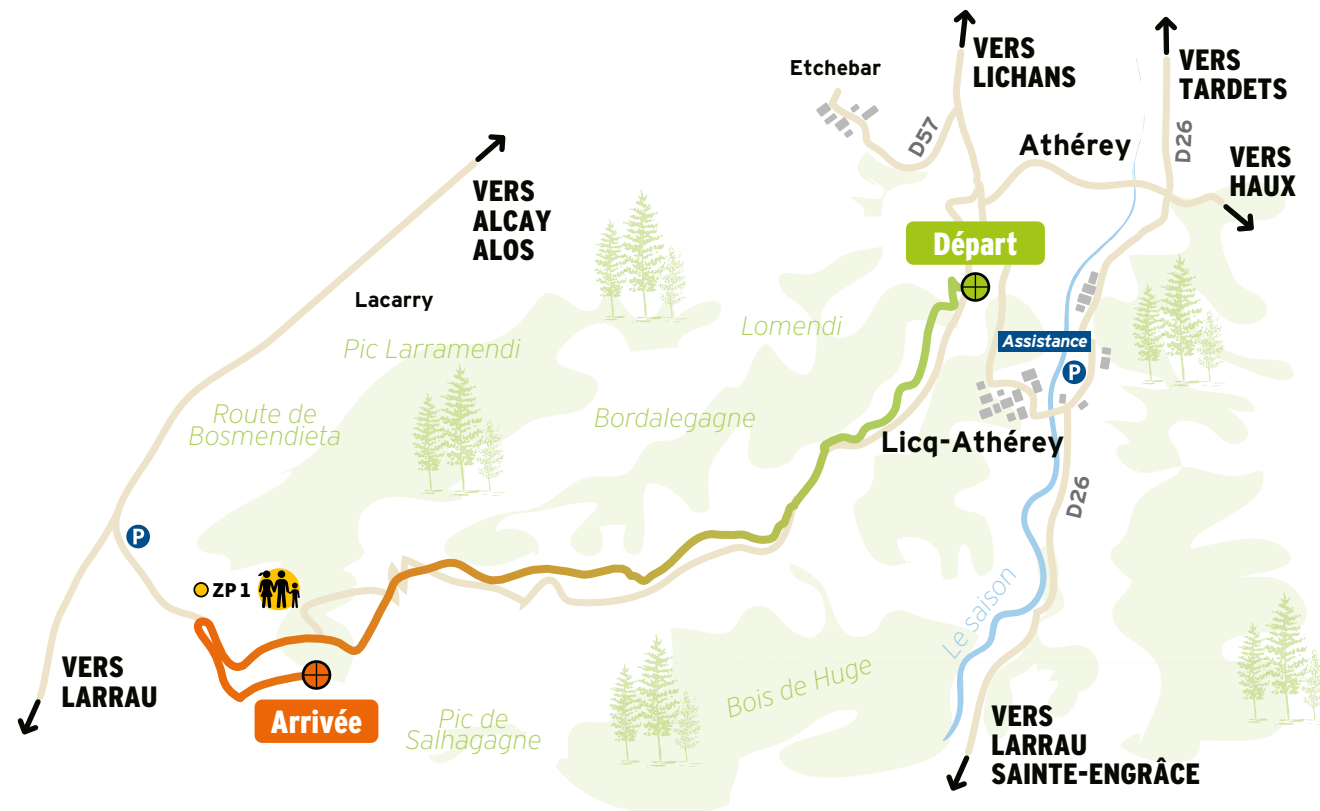 VERS
LICHANS
VERS
TARDETS
Etchebar
D57
D26
Athérey
VERS
HAUX
VERS
ALCAY
ALOS
Départ
Lacarry
Lomendi
Pic Larramendi
Assistance
P
Route de
Bosmendieta
Bordalegagne
Licq-Athérey
D26
P
ZP 1
Le saison
VERS
LARRAU
Bois de Huge
Arrivée
Pic de
Salhagagne
VERS
LARRAU
SAINTE-ENGRÂCE